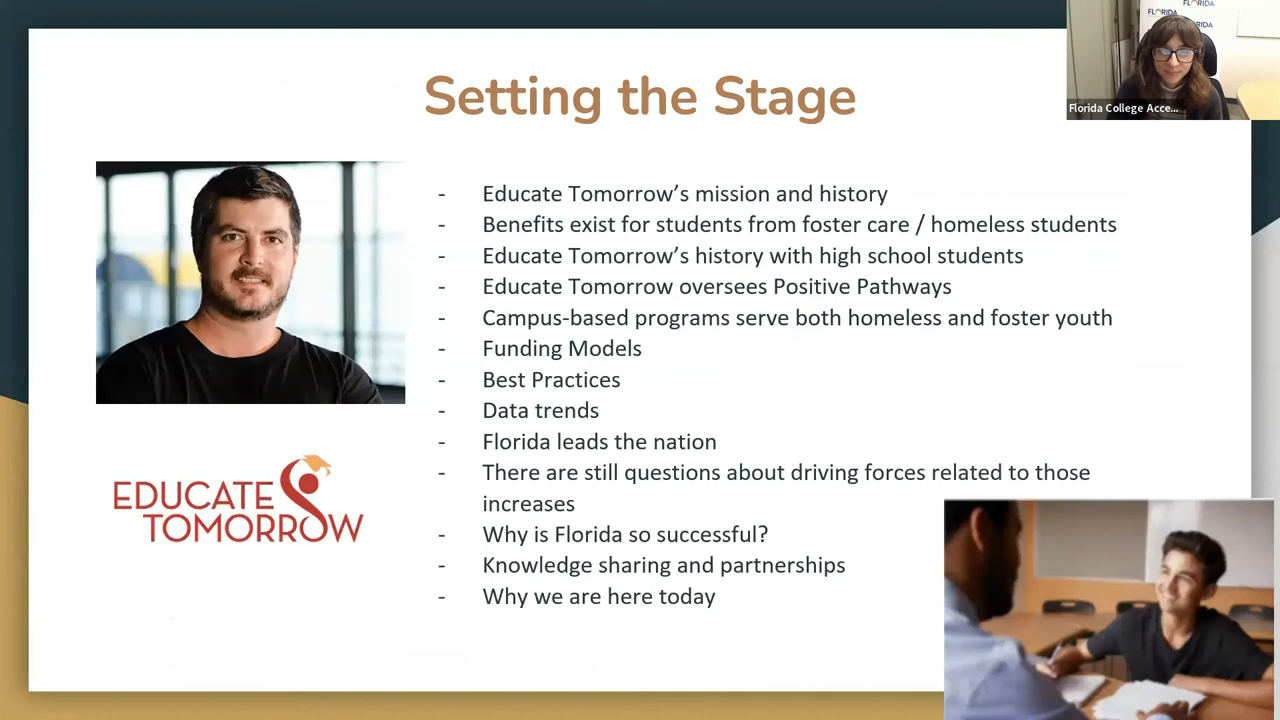 FLORIDA
FLORIDA
FLORIDA
Florida College Acce...
Setting the Stage
- Educate Tomorrow’s mission and history
- Benefits exist for students from foster care / homeless students
- Educate Tomorrow’s history with high school students
- Educate Tomorrow oversees Positive Pathways
- Campus-based programs serve both homeless and foster youth
- Funding Models
- Best Practices
- Data trends
- Florida leads the nation
- There are still questions about driving forces related to those
increases
- Why is Florida so successful?
- Knowledge sharing and partnerships
- Why we are here today
EDUCATE
TOMORROW